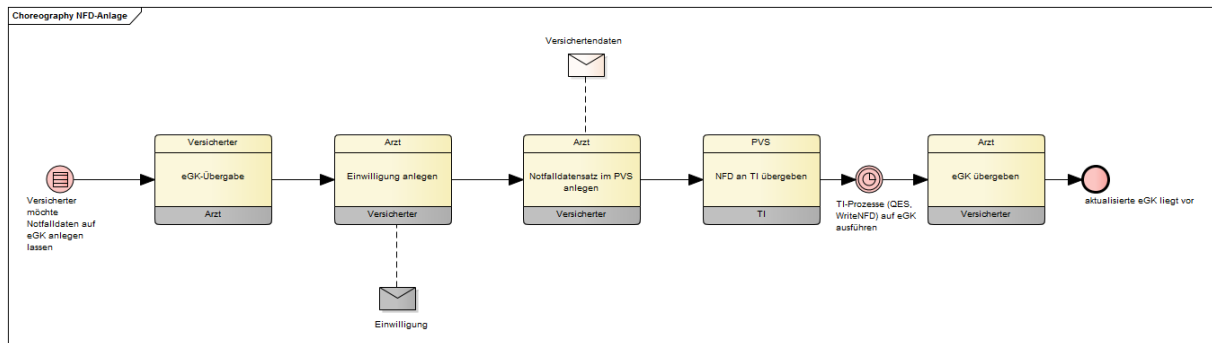 Choreography NFD-Anlage
Versichertendaten
Versicherter
eGK-Übergabe
Arzt
Arzt
Einwilligung anlegen
Versicherter
Arzt
Notfalldatensatz im PVS
anlegen
Versicherter
PVS
NFD an TI übergeben
TI
Arzt
eGK übergeben
Versicherter
Versicherter
möchte
Notfalldaten auf
eGK anlegen
lassen
TI-Prozesse (QES,
WriteNFD) auf eGK
ausführen
aktualisierte eGK liegt vor
Einwilligung